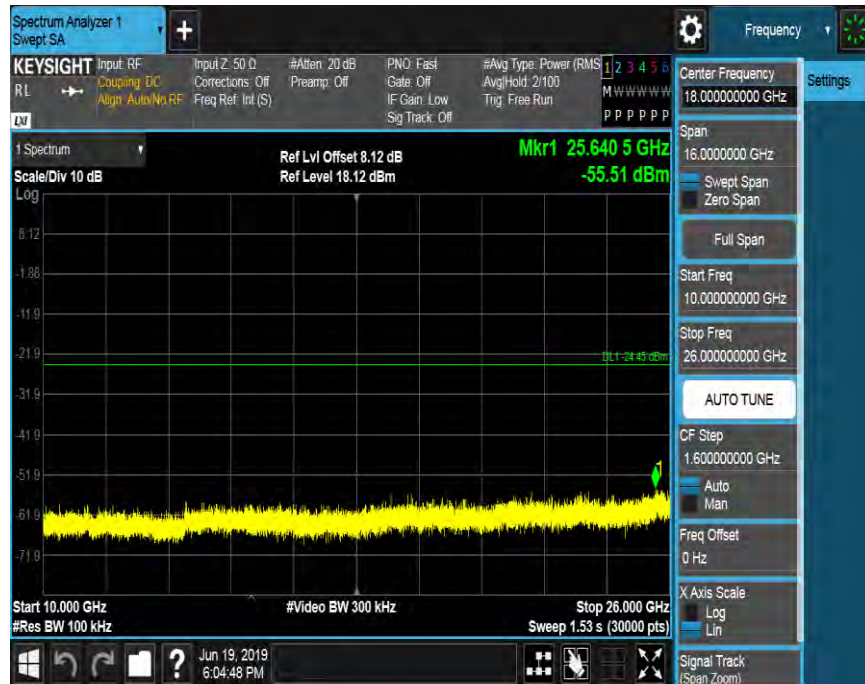 Spectrum Analyzer 1
Swept SA
+
Frequency
KEYSIGHT
RL
LXI
Input: RF
Coupling: DC
Align: Auto/No RF
Input Z: 50 Ω
Corrections: Off
Freq Ref: Int (S)
#Atten: 20 dB
Preamp: Off
PNO: Fast
Gate: Off
IF Gain: Low
Sig Track: Off
#Avg Type: Power (RMS
Avg|Hold: 2/100
Trig: Free Run
1 2 3 4 5 6
M W W W W W
P P P P P P
1 Spectrum
Scale/Div 10 dB
Log
Ref Lvl Offset 8.12 dB
Ref Level 18.12 dBm
Mkr1 25.640 5 GHz
-55.51 dBm
8.12
-1.88
-11.9
-21.9
DL1 -24.45 dBm
-31.9
-41.9
-51.9
1
-61.9
-71.9
Start 10.000 GHz
#Res BW 100 kHz
#Video BW 300 kHz
Stop 26.000 GHz
Sweep 1.53 s (30000 pts)
?
Jun 19, 2019
6:04:48 PM
Center Frequency
18.000000000 GHz
Settings
Span
16.0000000 GHz
Swept Span
Zero Span
Full Span
Start Freq
10.000000000 GHz
Stop Freq
26.000000000 GHz
AUTO TUNE
CF Step
1.600000000 GHz
Auto
Man
Freq Offset
0 Hz
X Axis Scale
Log
Lin
Signal Track
(Span Zoom)